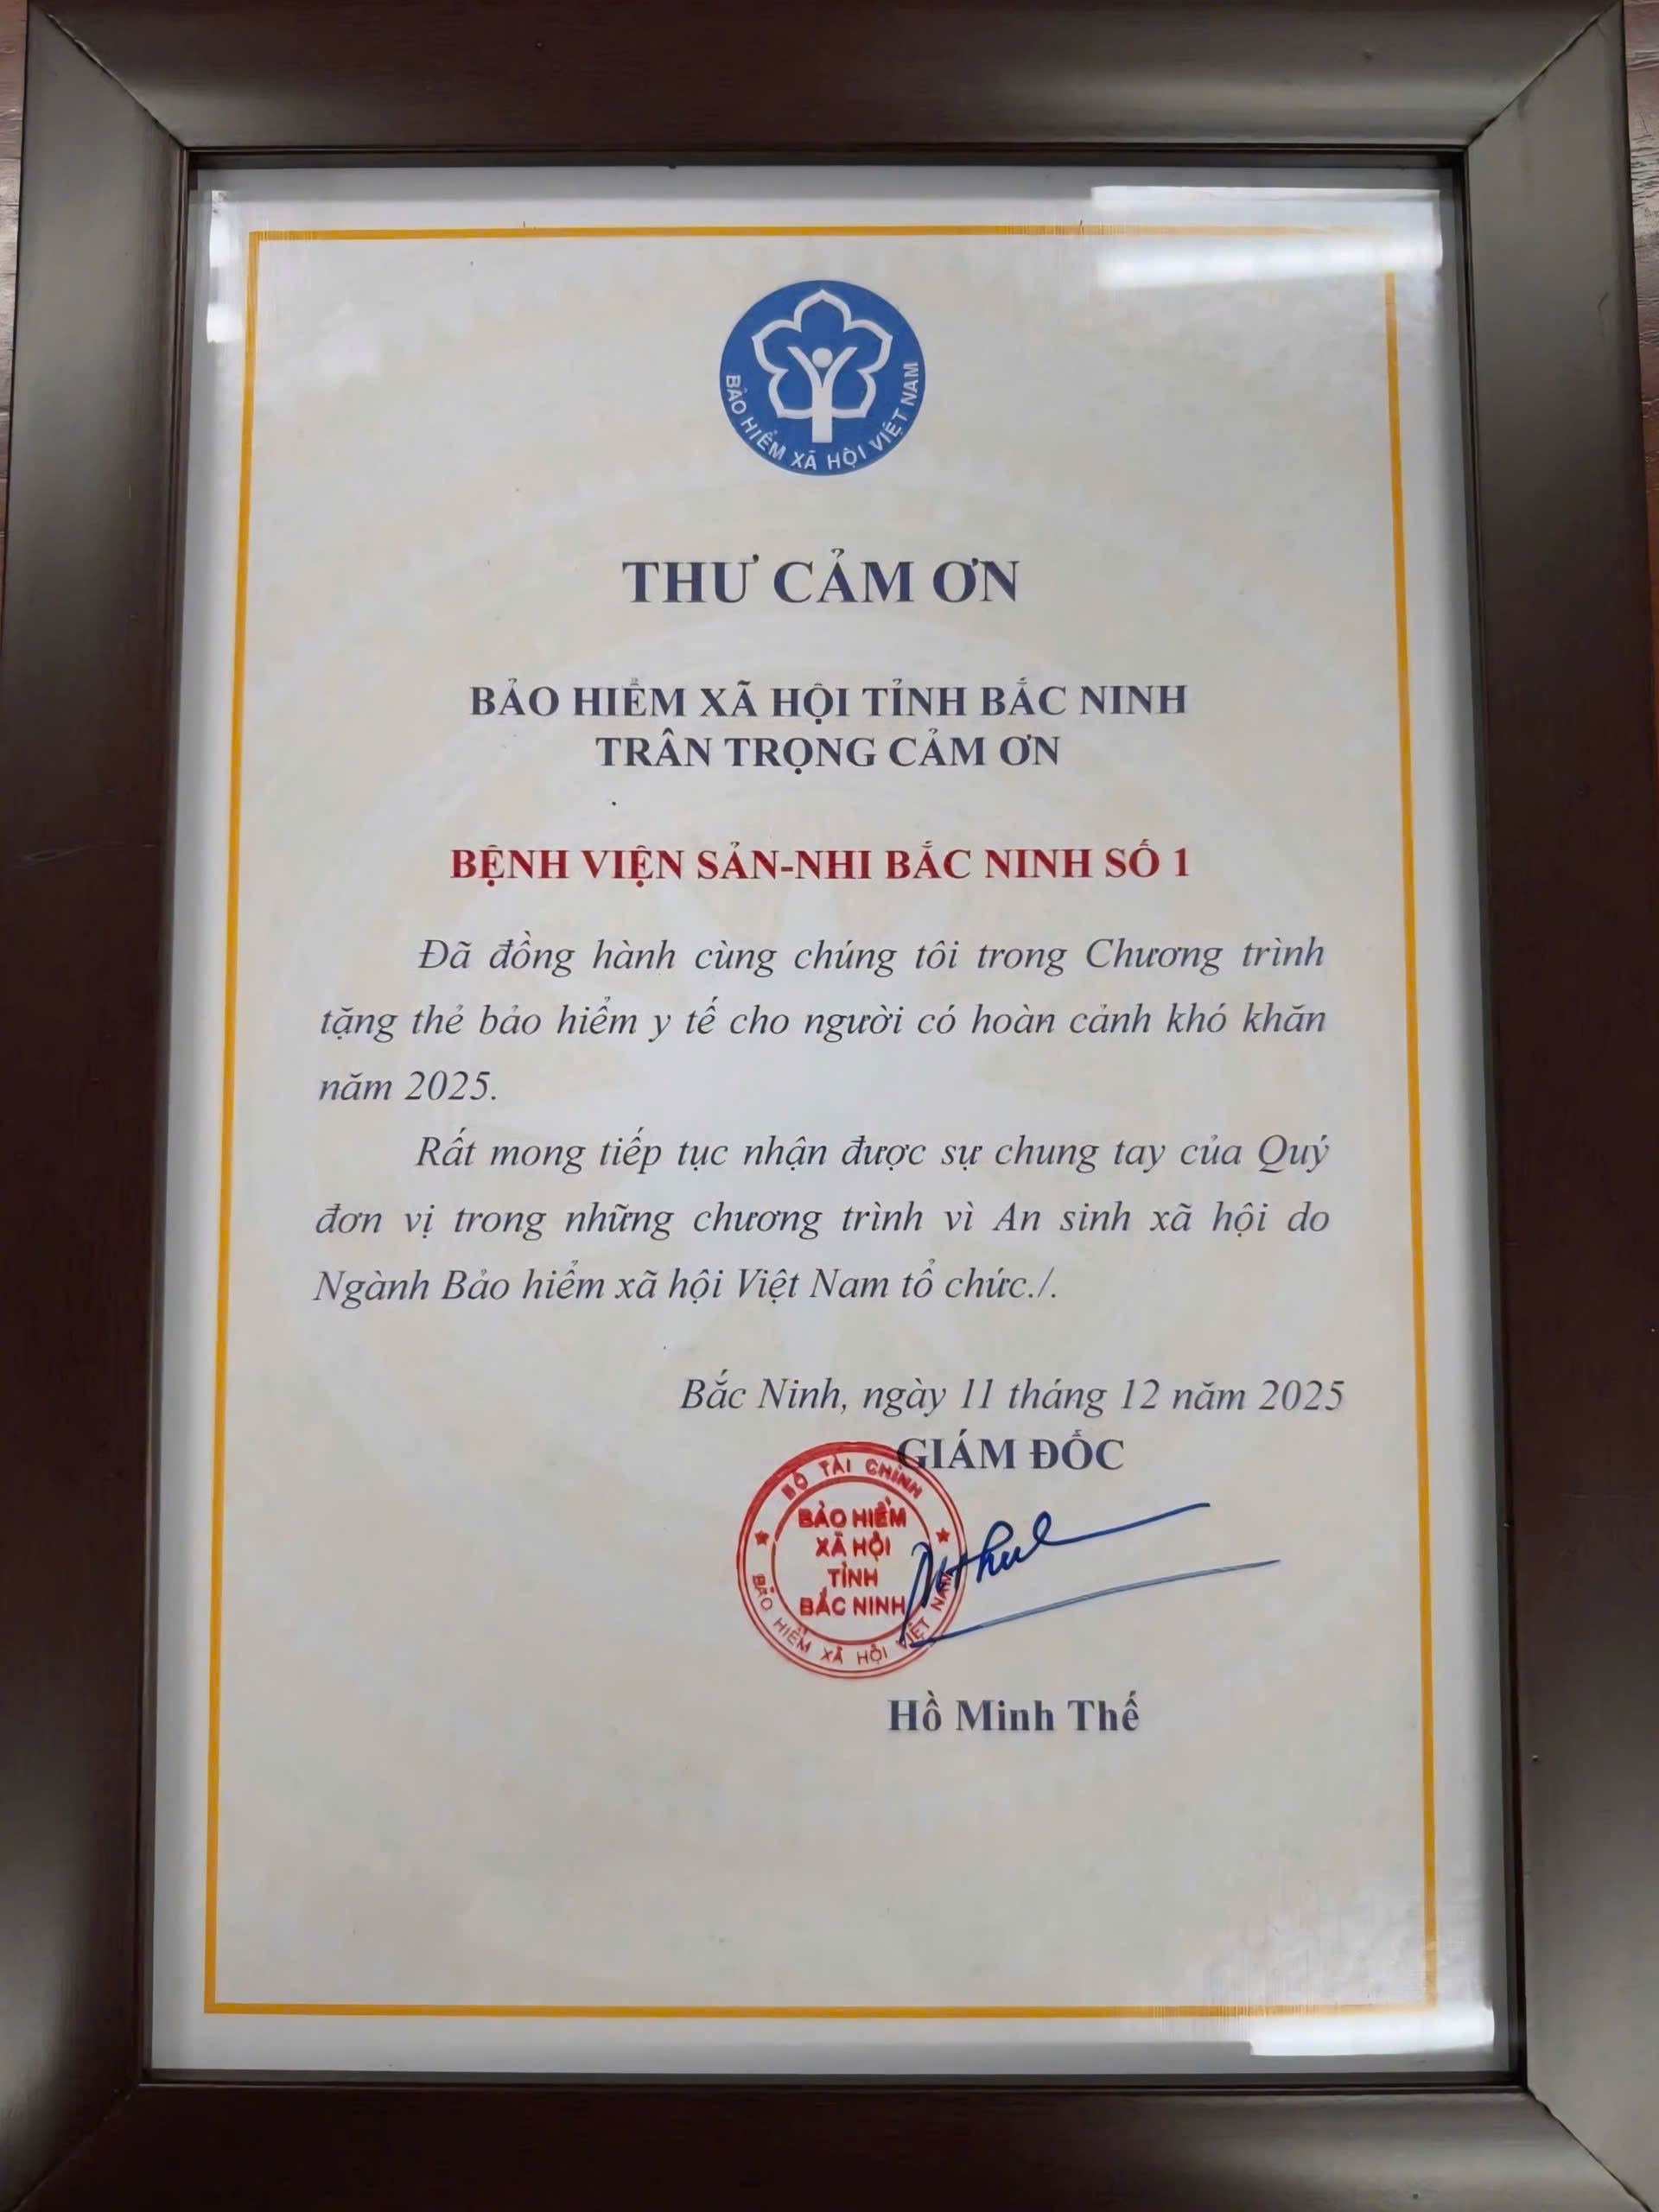 BẢO HIỂM XÃ HỘI VIỆT NAM
THƯ CẢM ƠN
BẢO HIỂM XÃ HỘI TỈNH BẮC NINH
TRÂN TRỌNG CẢM ƠN
BỆNH VIỆN SẢN-NHI BẮC NINH SỐ 1
Đã đồng hành cùng chúng tôi trong Chương trình
tặng thẻ bảo hiểm y tế cho người có hoàn cảnh khó khăn
năm 2025.
Rất mong tiếp tục nhận được sự chung tay của Quý
đơn vị trong những chương trình vì An sinh xã hội do
Ngành Bảo hiểm xã hội Việt Nam tổ chức./.
Bắc Ninh, ngày 11 tháng 12 năm 2025
GIÁM ĐỐC
BỘ TÀI CHÍNH
BẢO HIỂM
XÃ HỘI
TỈNH
BẮC NINH
BẢO HIỂM XÃ HỘI VIỆT NAM
Hồ Minh Thế